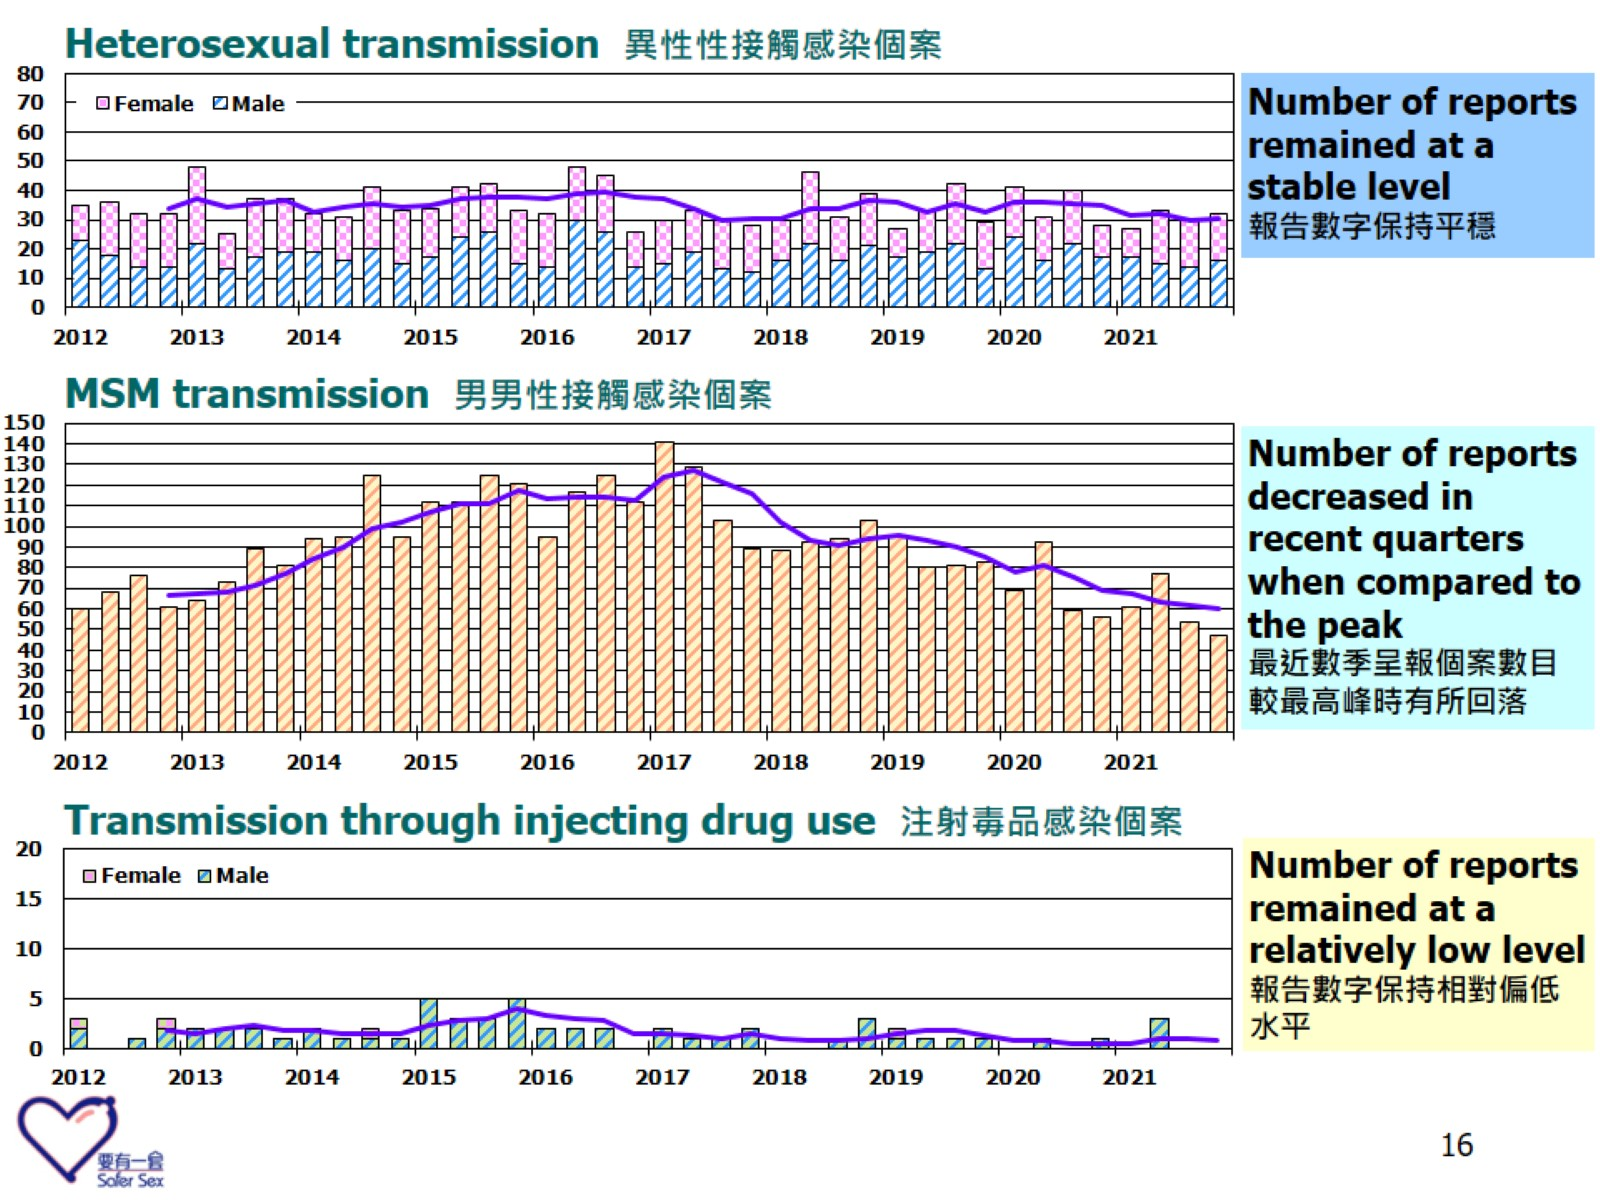 Heterosexual transmission 異性性接觸感染個案
80
70
60
50
40
30
20
10
0
Female Male
2012 2013 2014 2015 2016 2017 2018 2019 2020 2021
Number of reports
remained at a
stable level
報告數字保持平穩
MSM transmission 男男性接觸感染個案
150
140
130
120
110
100
90
80
70
60
50
40
30
20
10
0
2012 2013 2014 2015 2016 2017 2018 2019 2020 2021
Number of reports
decreased in
recent quarters
when compared to
the peak
最近數季呈報個案數目
較最高峰時有所回落
Transmission through injecting drug use 注射毒品感染個案
20
15
10
5
0
Female Male
2012 2013 2014 2015 2016 2017 2018 2019 2020 2021
Number of reports
remained at a
relatively low level
報告數字保持相對偏低
水平
要有一套
Safer Sex
16